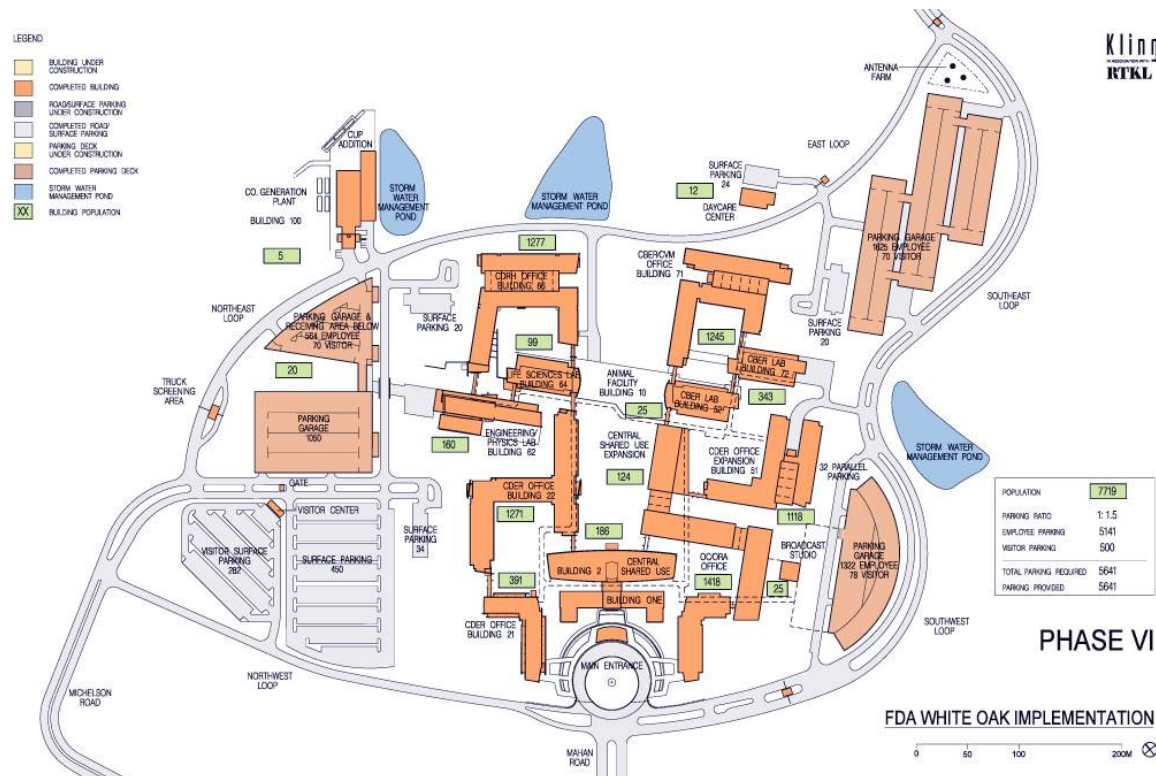 LEGEND
BUILDING UNDER
CONSTRUCTION
COMPLETED BUILDING
ROAD/SURFACE PARKING
UNDER CONSTRUCTION
COMPLETED ROAD/
SURFACE PARKING
PARKING DECK
UNDER CONSTRUCTION
COMPLETED PARKING DECK
STORM WATER
MANAGEMENT POND
XX
BUILDING POPULATION
Kling
IN ASSOCIATION WITH
RTKL
ANTENNA
FARM
CUP
ADDITION
CO. GENERATION
PLANT
BUILDING 100
5
STORM
WATER
MANAGEMENT
POND
STORM WATER
MANAGEMENT POND
EAST LOOP
SURFACE
PARKING
24
12
DAYCARE
CENTER
PARKING GARAGE
1625 EMPLOYEE
70 VISITOR
SOUTHEAST
LOOP
1277
CDRH OFFICE
BUILDING 66
CBER/CVM
OFFICE
BUILDING 71
NORTHEAST
LOOP
PARKING GARAGE &
RECEIVING AREA BELOW
554 EMPLOYEE
70 VISITOR
SURFACE
PARKING 20
SURFACE
PARKING
29
99
1245
20
LIFE SCIENCES LAB
BUILDING 64
ANIMAL
FACILITY
BUILDING 10
CBER LAB
BUILDING 72
TRUCK
SCREENING
AREA
25
CBER LAB
BUILDING 52
343
PARKING
GARAGE
1050
160
ENGINEERING/
PHYSICS LAB
BUILDING 62
CENTRAL
SHARED USE
EXPANSION
CDER OFFICE
EXPANSION
BUILDING 51
STORM
WATER
MANAGEMENT POND
124
32 PARALLEL
PARKING
GATE
CDER OFFICE
BUILDING 22
VISITOR CENTER
1271
1118
SURFACE
PARKING
34
186
VISITOR SURFACE
PARKING
282
SURFACE PARKING
450
BUILDING 2
CENTRAL
SHARED USE
OCORA
OFFICE
BROADCAST
STUDIO
PARKING
GARAGE
1322 EMPLOYEE
78 VISITOR
391
1418
25
BUILDING ONE
CDER OFFICE
BUILDING 21
MAIN ENTRANCE
SOUTHWEST
LOOP
NORTHWEST
LOOP
MICHELSON
ROAD
MAHAN
ROAD
POPULATION 7719
PARKING RATIO 1: 1.5
EMPLOYEE PARKING 5141
VISITOR PARKING 500
TOTAL PARKING REQUIRED 5641
PARKING PROVIDED 5641
PHASE VI
FDA WHITE OAK IMPLEMENTATION
0 50 100 200M